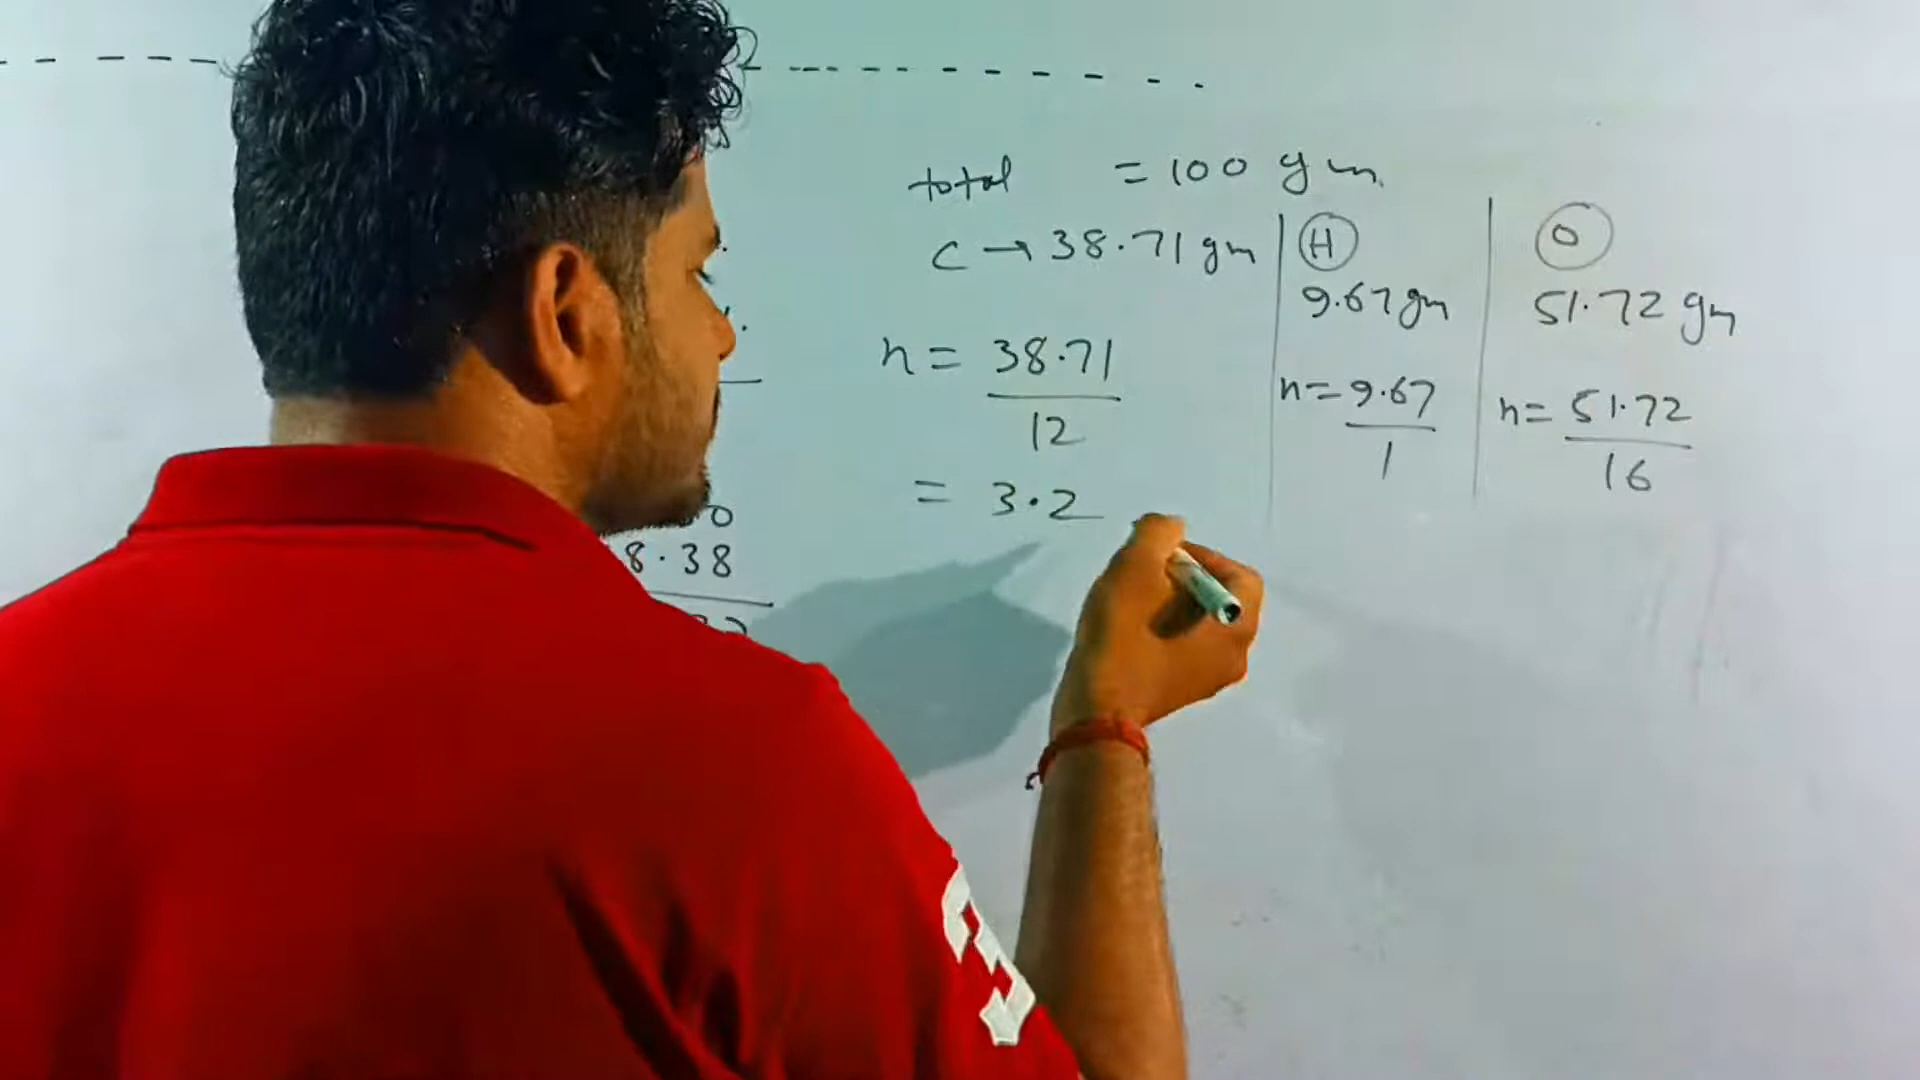 total = 100 gm.
C → 38.71 gm
n = 38.71
12
= 3.2
H
9.67 gm
n = 9.67
1
O
51.72 gm
n = 51.72
16
8.38